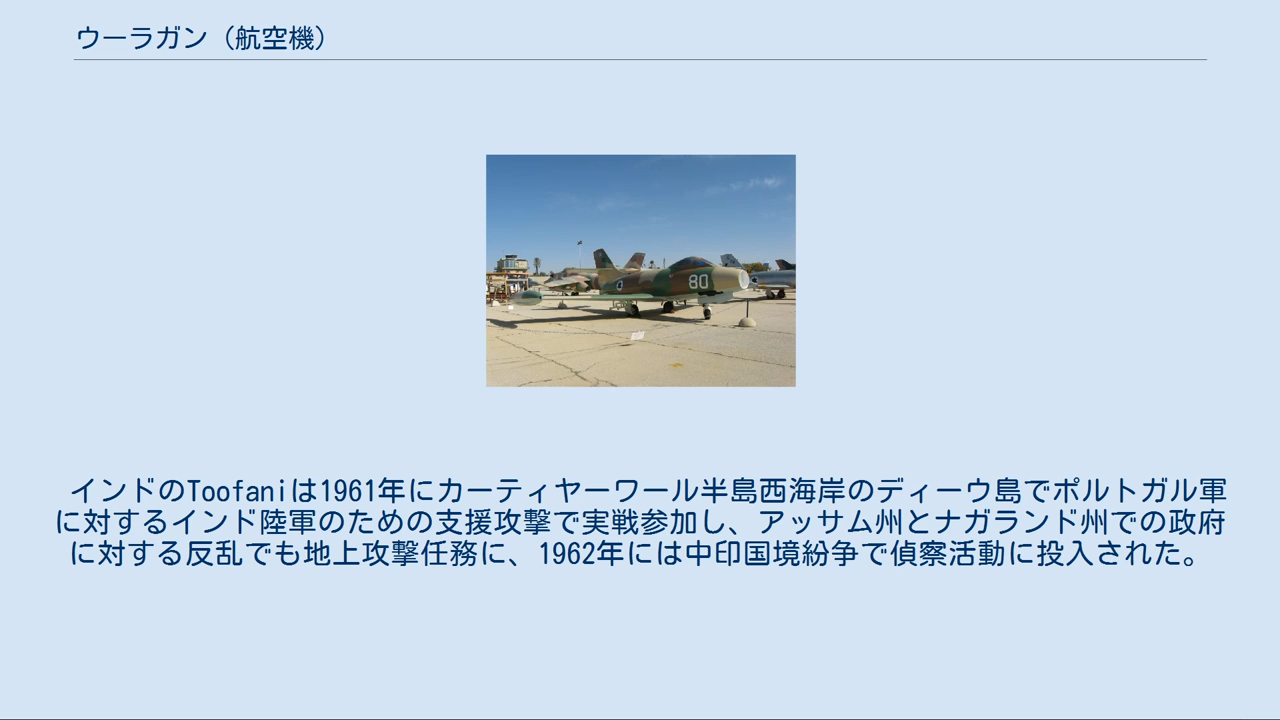 ウーラガン（航空機）
80
インドのToofaniは1961年にカーティヤーワール半島西海岸のディーウ島でポルトガル軍
に対するインド陸軍のための支援攻撃で実戦参加し、アッサム州とナガランド州での政府
に対する反乱でも地上攻撃任務に、1962年には中印国境紛争で偵察活動に投入された。